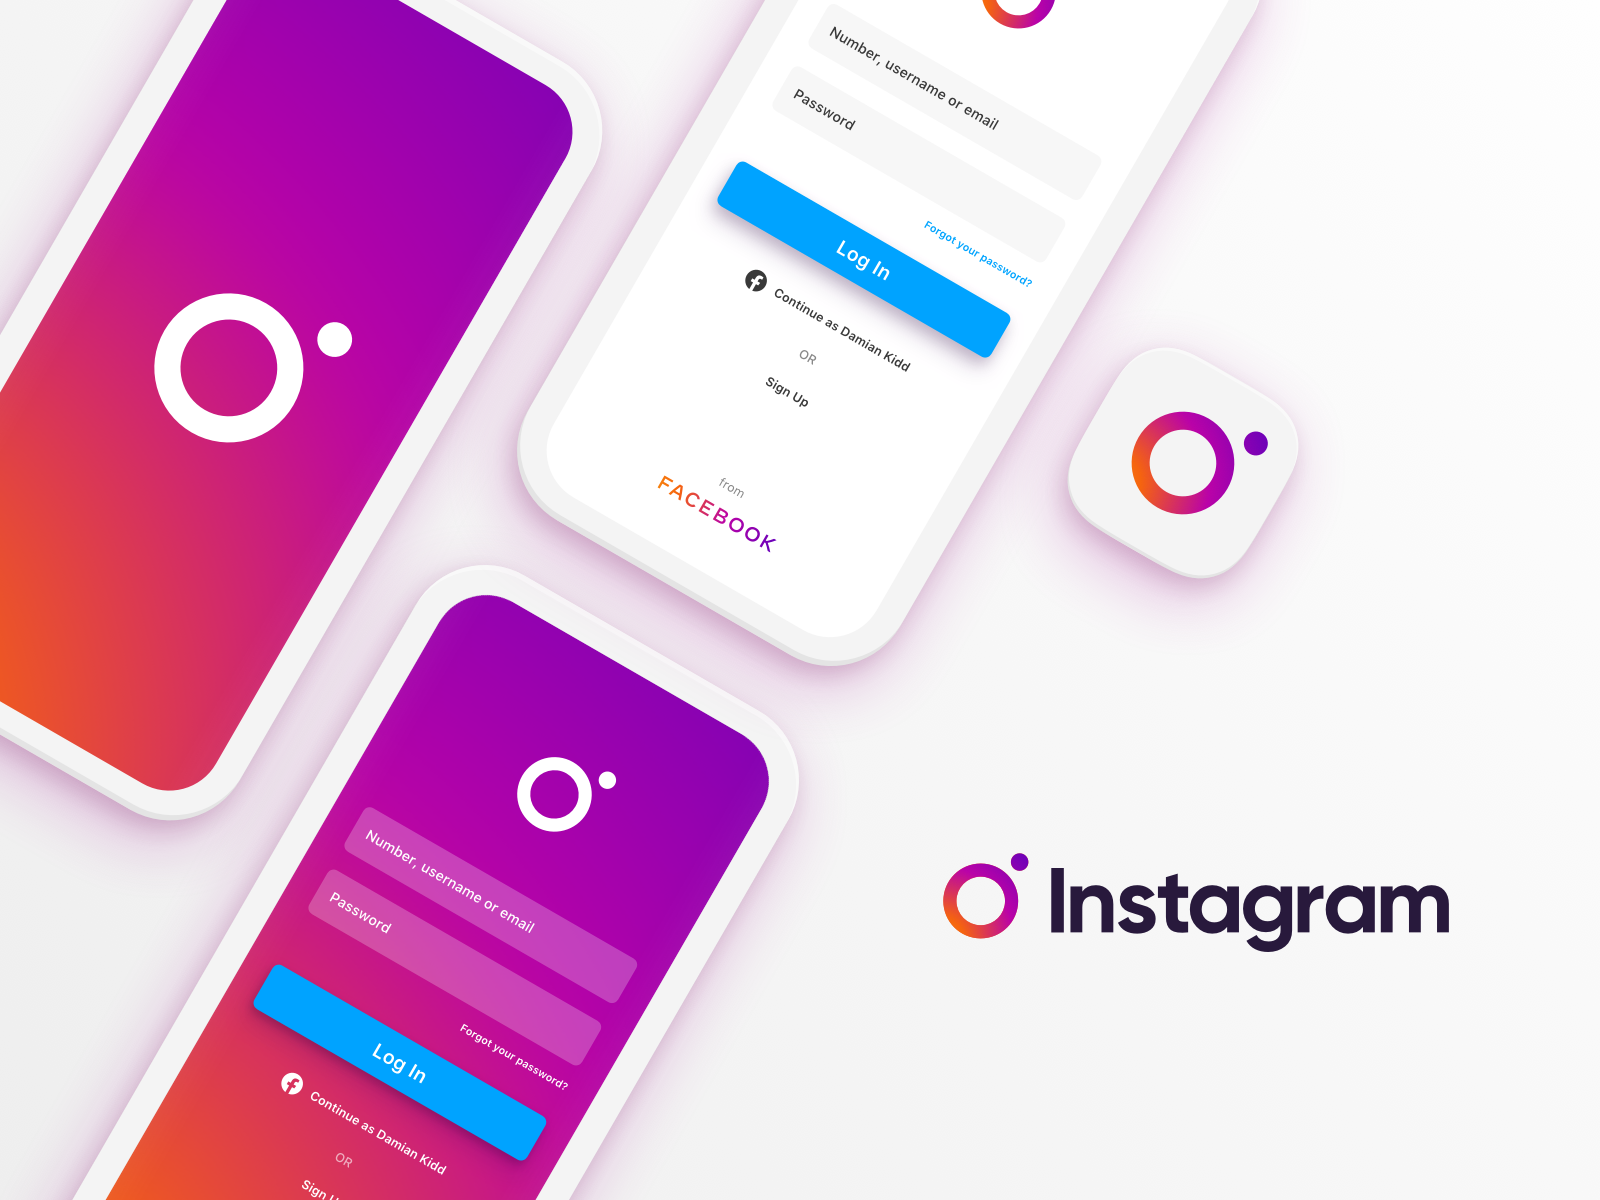 Number, username or email
Password
Forgot your password?
Log In
Continue as Damian Kidd
OR
Sign Up
from
FACEBOOK
Number, username or email
Password
Forgot your password?
Log In
Continue as Damian Kidd
OR
Sign
Instagram